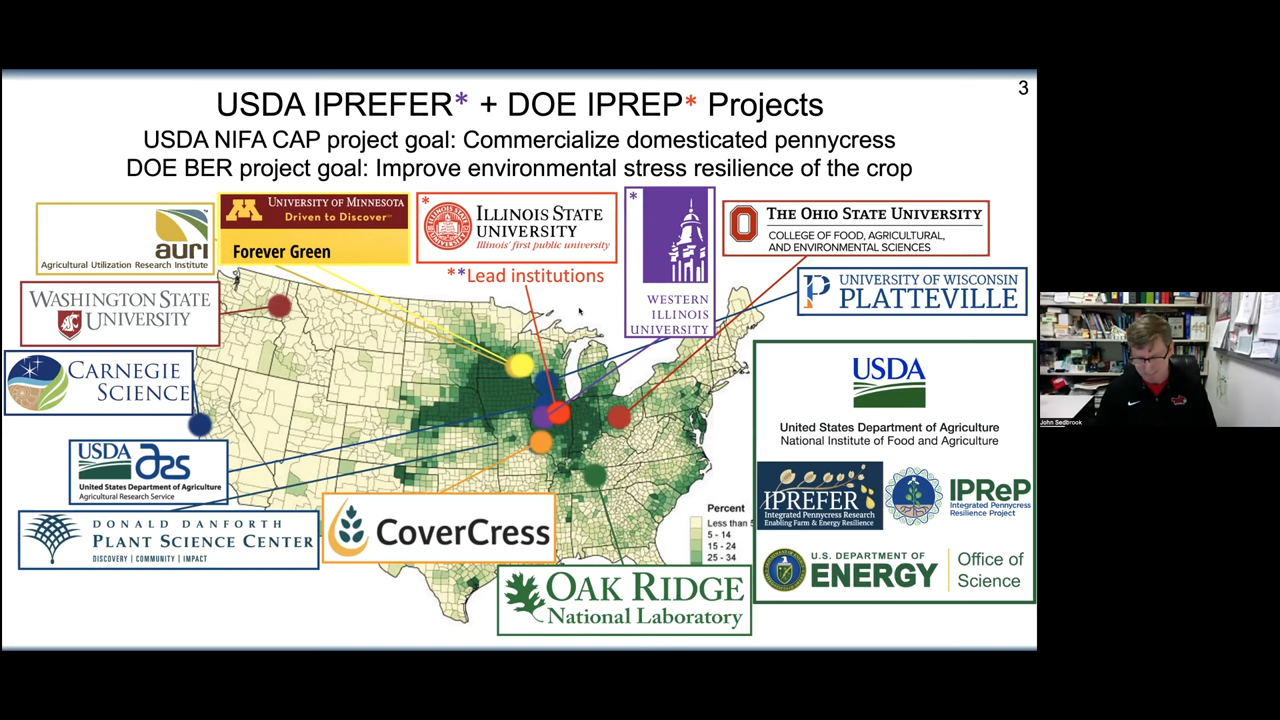 3
USDA IPREFER* + DOE IPREP* Projects
USDA NIFA CAP project goal: Commercialize domesticated pennycress
DOE BER project goal: Improve environmental stress resilience of the crop
auri
Agricultural Utilization Research Institute
M
UNIVERSITY OF MINNESOTA
Driven to Discover
Forever Green
*
ILLINOIS STATE
UNIVERSITY
Illinois' first public university
**Lead institutions
*
WESTERN
ILLINOIS
UNIVERSITY
THE OHIO STATE UNIVERSITY
COLLEGE OF FOOD, AGRICULTURAL,
AND ENVIRONMENTAL SCIENCES
UNIVERSITY OF WISCONSIN
PLATTEVILLE
WASHINGTON STATE
UNIVERSITY
CARNEGIE
SCIENCE
USDA ars
United States Department of Agriculture
Agricultural Research Service
DONALD DANFORTH
PLANT SCIENCE CENTER
DISCOVERY | COMMUNITY | IMPACT
CoverCress
OAK RIDGE
National Laboratory
Percent
Less than 5
5 - 14
15 - 24
25 - 34
USDA
United States Department of Agriculture
National Institute of Food and Agriculture
IPREFER
Integrated Pennycress Research
Enabling Farm & Energy Resilience
IPReP
Integrated Pennycress
Resilience Project
U.S. DEPARTMENT OF
ENERGY
Office of
Science
John Sedbrook